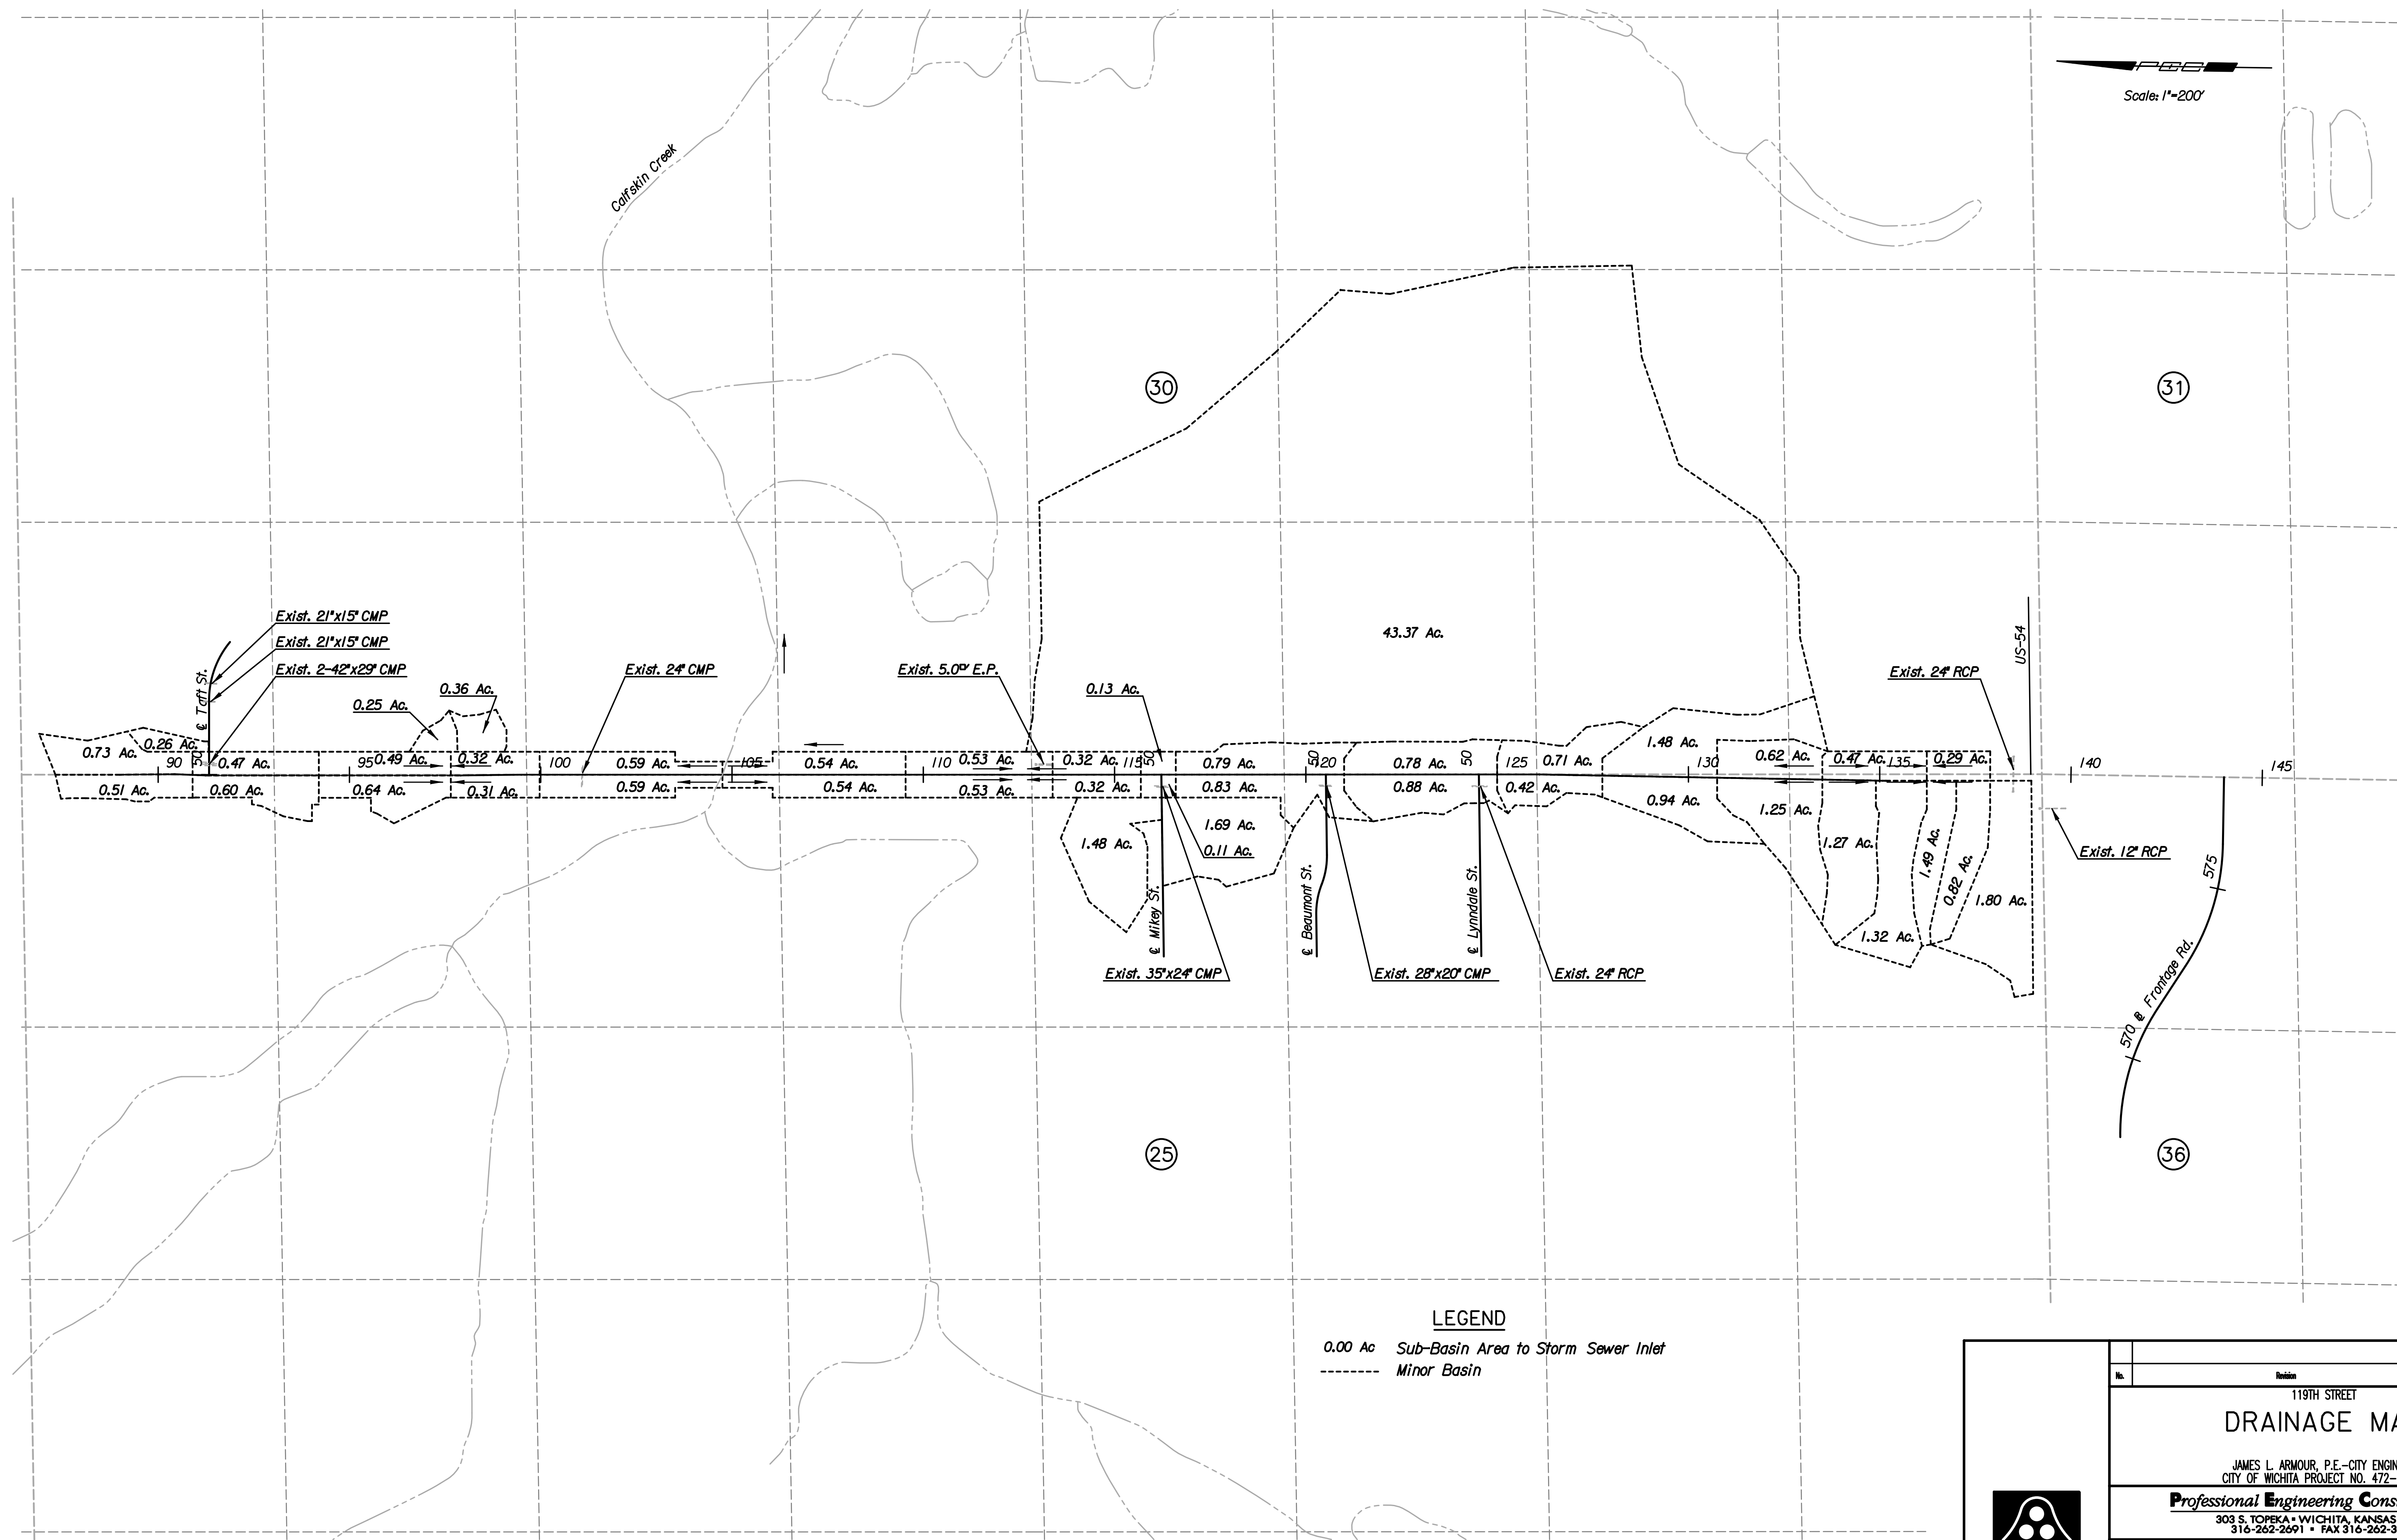 PEC
Scale: 1"=200'
Calfskin Creek
30
31
43.37 Ac.
Exist. 21"x15" CMP
Exist. 21"x15" CMP
Exist. 2-42"x29" CMP
℄ Taft St.
Exist. 24" CMP
Exist. 5.0' E.P.
Exist. 24" RCP
US-54
0.25 Ac.
0.36 Ac.
0.13 Ac.
0.73 Ac.
0.26 Ac.
0.47 Ac.
0.49 Ac.
0.32 Ac.
0.59 Ac.
0.54 Ac.
0.53 Ac.
0.32 Ac.
0.79 Ac.
0.78 Ac.
0.71 Ac.
1.48 Ac.
0.62 Ac.
0.47 Ac.
0.29 Ac.
90
50
95
100
105
110
115
50
50
120
50
125
130
135
140
145
0.51 Ac.
0.60 Ac.
0.64 Ac.
0.31 Ac.
0.59 Ac.
0.54 Ac.
0.53 Ac.
0.32 Ac.
0.83 Ac.
0.88 Ac.
0.42 Ac.
0.94 Ac.
1.25 Ac.
1.48 Ac.
1.69 Ac.
0.11 Ac.
1.27 Ac.
1.49 Ac.
0.82 Ac.
1.80 Ac.
1.32 Ac.
Exist. 12" RCP
℄ Mikey St.
℄ Beaumont St.
℄ Lynndale St.
Exist. 35"x24" CMP
Exist. 28"x20" CMP
Exist. 24" RCP
575
570 ℄ Frontage Rd.
25
36
LEGEND
0.00 Ac Sub-Basin Area to Storm Sewer Inlet
Minor Basin
No. Revision
119TH STREET
DRAINAGE MA
JAMES L. ARMOUR, P.E.-CITY ENGIN
CITY OF WICHITA PROJECT NO. 472-
Professional Engineering Cons
303 S. TOPEKA • WICHITA, KANSAS
316-262-2691 • FAX 316-262-3